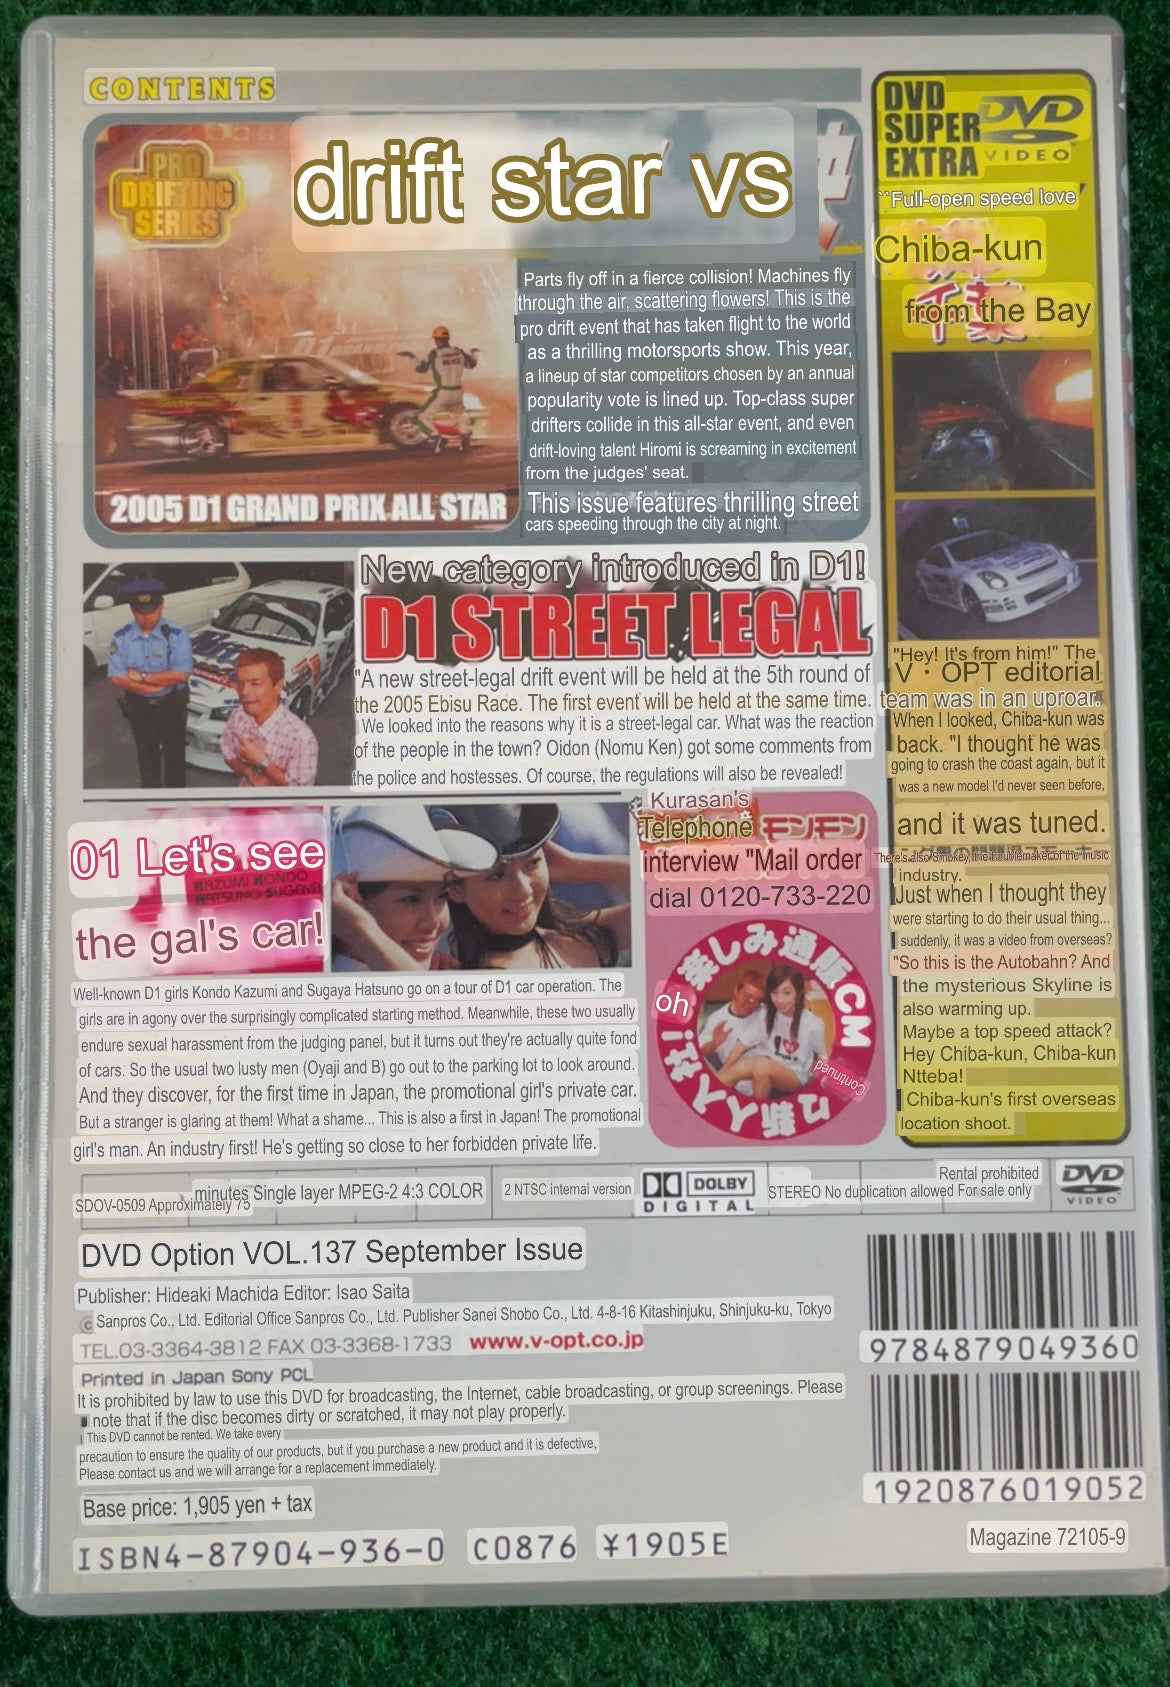 CONTENTS
PRO
DRIFTING
SERIES
drift star vs
Parts fly off in a fierce collision! Machines fly
through the air, scattering flowers! This is the
pro drift event that has taken flight to the world
as a thrilling motorsports show. This year,
a lineup of star competitors chosen by an annual
popularity vote is lined up. Top-class super
drifters collide in this all-star event, and even
drift-loving talent Hiromi is screaming in excitement
from the judges' seat.
This issue features thrilling street
cars speeding through the city at night.
2005 D1 GRAND PRIX ALL STAR
New category introduced in D1!
D1 STREET LEGAL
"A new street-legal drift event will be held at the 5th round of
the 2005 Ebisu Race. The first event will be held at the same time.
We looked into the reasons why it is a street-legal car. What was the reaction
of the people in the town? Oidon (Nomu Ken) got some comments from
the police and hostesses. Of course, the regulations will also be revealed!
01 Let's see
KAZUMI KONDO
HATSUNO SUGAYA
the gal's car!
Well-known D1 girls Kondo Kazumi and Sugaya Hatsuno go on a tour of D1 car operation. The
girls are in agony over the surprisingly complicated starting method. Meanwhile, these two usually
endure sexual harassment from the judging panel, but it turns out they're actually quite fond
of cars. So the usual two lusty men (Oyaji and B) go out to the parking lot to look around.
And they discover, for the first time in Japan, the promotional girl's private car.
But a stranger is glaring at them! What a shame... This is also a first in Japan! The promotional
girl's man. An industry first! He's getting so close to her forbidden private life.
Kurasan's
Telephone モンモン
interview "Mail order
dial 0120-733-220
楽しみ通販CM
oh
Continued
DVD
SUPER
EXTRA
DVD
VIDEO
``Full-open speed love'
Chiba-kun
from the Bay
"Hey! It's from him!" The
V・OPT editorial
team was in an uproar.
When I looked, Chiba-kun was
back. "I thought he was
going to crash the coast again, but it
was a new model I'd never seen before,
and it was tuned.
There's also Smokey, the troublemaker of the music
industry.
Just when I thought they
were starting to do their usual thing...
suddenly, it was a video from overseas?
"So this is the Autobahn? And
the mysterious Skyline is
also warming up.
Maybe a top speed attack?
Hey Chiba-kun, Chiba-kun
Ntteba!
Chiba-kun's first overseas
location shoot.
SDOV-0509 Approximately 75 minutes Single layer MPEG-2 4:3 COLOR 2 NTSC internal version DOLBY DIGITAL STEREO No duplication allowed For sale only Rental prohibited DVD VIDEO
DVD Option VOL.137 September Issue
Publisher: Hideaki Machida Editor: Isao Saita
© Sanpros Co., Ltd. Editorial Office Sanpros Co., Ltd. Publisher Sanei Shobo Co., Ltd. 4-8-16 Kitashinjuku, Shinjuku-ku, Tokyo
TEL.03-3364-3812 FAX 03-3368-1733 www.v-opt.co.jp
Printed in Japan Sony PCL
It is prohibited by law to use this DVD for broadcasting, the Internet, cable broadcasting, or group screenings. Please
note that if the disc becomes dirty or scratched, it may not play properly.
This DVD cannot be rented. We take every
precaution to ensure the quality of our products, but if you purchase a new product and it is defective,
Please contact us and we will arrange for a replacement immediately.
Base price: 1,905 yen + tax
ISBN4-87904-936-0 C0876 ¥1905E
9784879049360
1920876019052
Magazine 72105-9